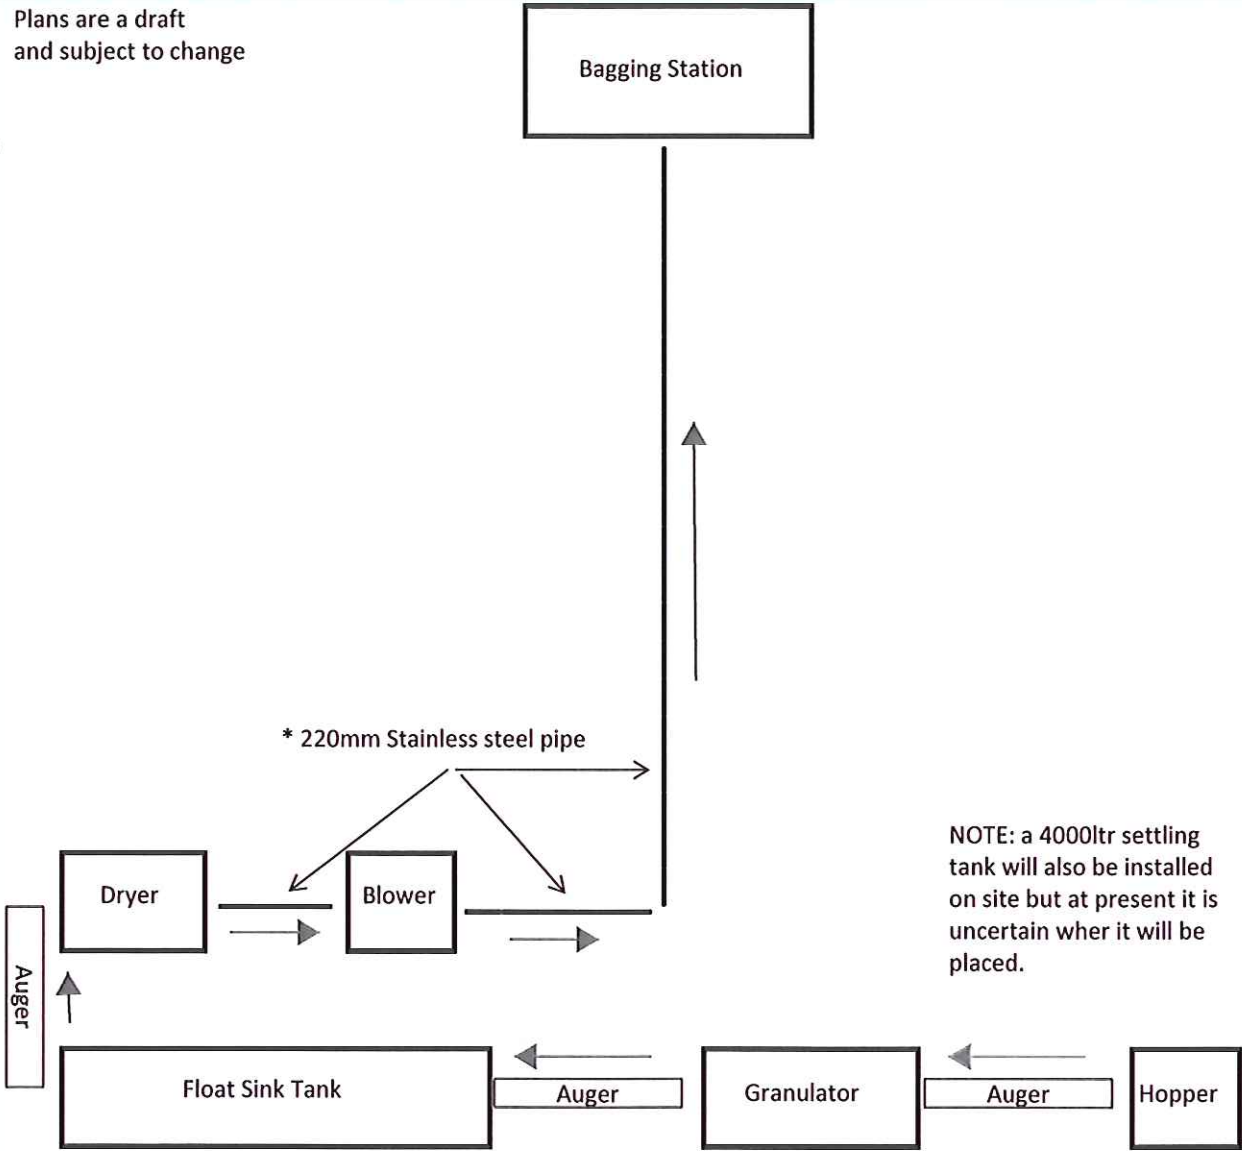 Plans are a draft
and subject to change
Bagging Station
* 220mm Stainless steel pipe
NOTE: a 4000ltr settling
tank will also be installed
on site but at present it is
uncertain wher it will be
placed.
Dryer
Blower
Auger
Float Sink Tank
Auger
Granulator
Auger
Hopper